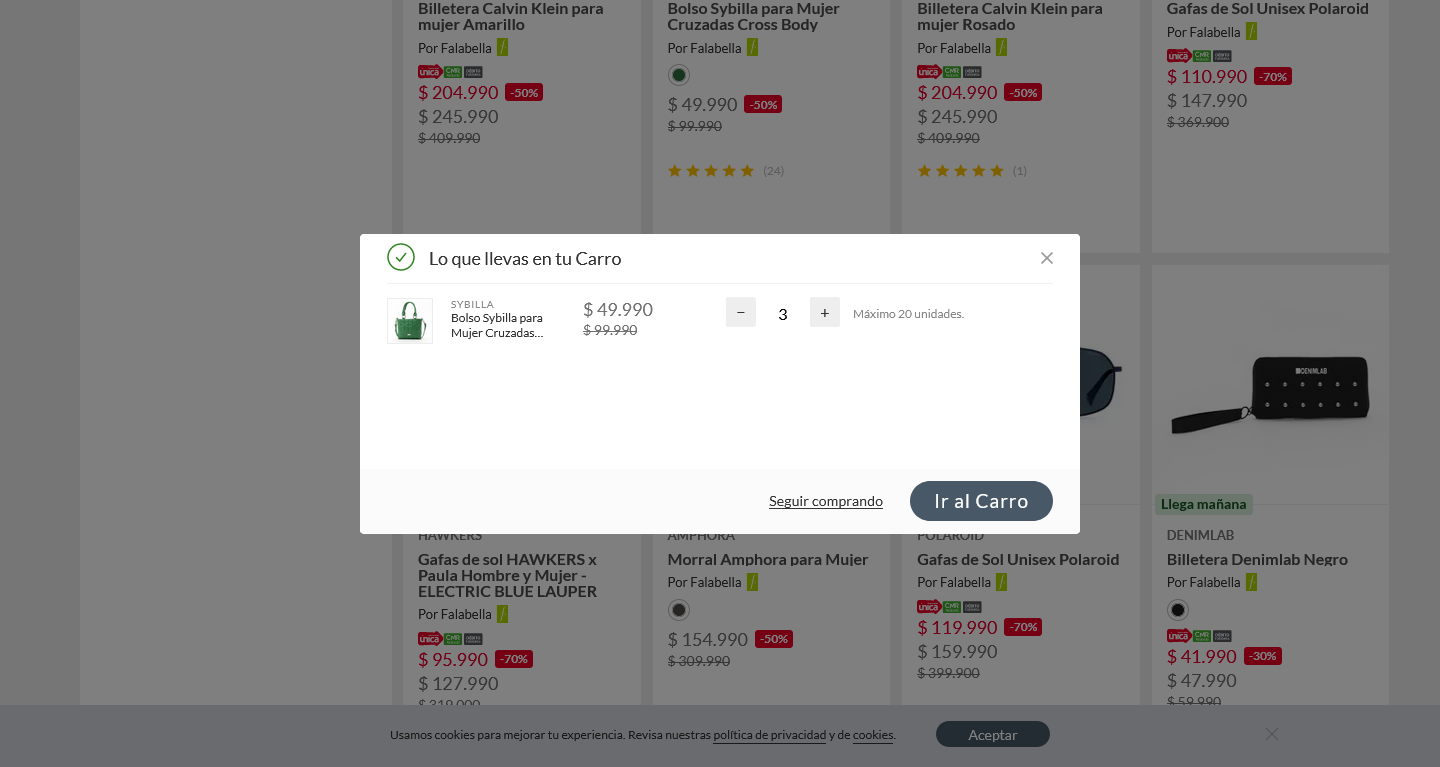 Billetera Calvin Klein para
mujer Amarillo
Por Falabella
única CMR
$ 204.990 -50%
$ 245.990
$ 409.990
Bolso Sybilla para Mujer
Cruzadas Cross Body
Por Falabella
$ 49.990 -50%
$ 99.990
(24)
Billetera Calvin Klein para
mujer Rosado
Por Falabella
única CMR
$ 204.990 -50%
$ 245.990
$ 409.990
(1)
Gafas de Sol Unisex Polaroid
Por Falabella
única CMR
$ 110.990 -70%
$ 147.990
$ 369.900
Lo que llevas en tu Carro
SYBILLA
Bolso Sybilla para
Mujer Cruzadas...
$ 49.990
$ 99.990
− 3 +
Máximo 20 unidades.
Seguir comprando
Ir al Carro
DENIMLAB
Llega mañana
HAWKERS
Gafas de sol HAWKERS x
Paula Hombre y Mujer -
ELECTRIC BLUE LAUPER
Por Falabella
única CMR
$ 95.990 -70%
$ 127.990
$ 319.000
AMPHORA
Morral Amphora para Mujer
Por Falabella
$ 154.990 -50%
$ 309.990
POLAROID
Gafas de Sol Unisex Polaroid
Por Falabella
única CMR
$ 119.990 -70%
$ 159.990
$ 399.900
DENIMLAB
Billetera Denimlab Negro
Por Falabella
única CMR
$ 41.990 -30%
$ 47.990
$ 59.990
Usamos cookies para mejorar tu experiencia. Revisa nuestras política de privacidad y de cookies.
Aceptar